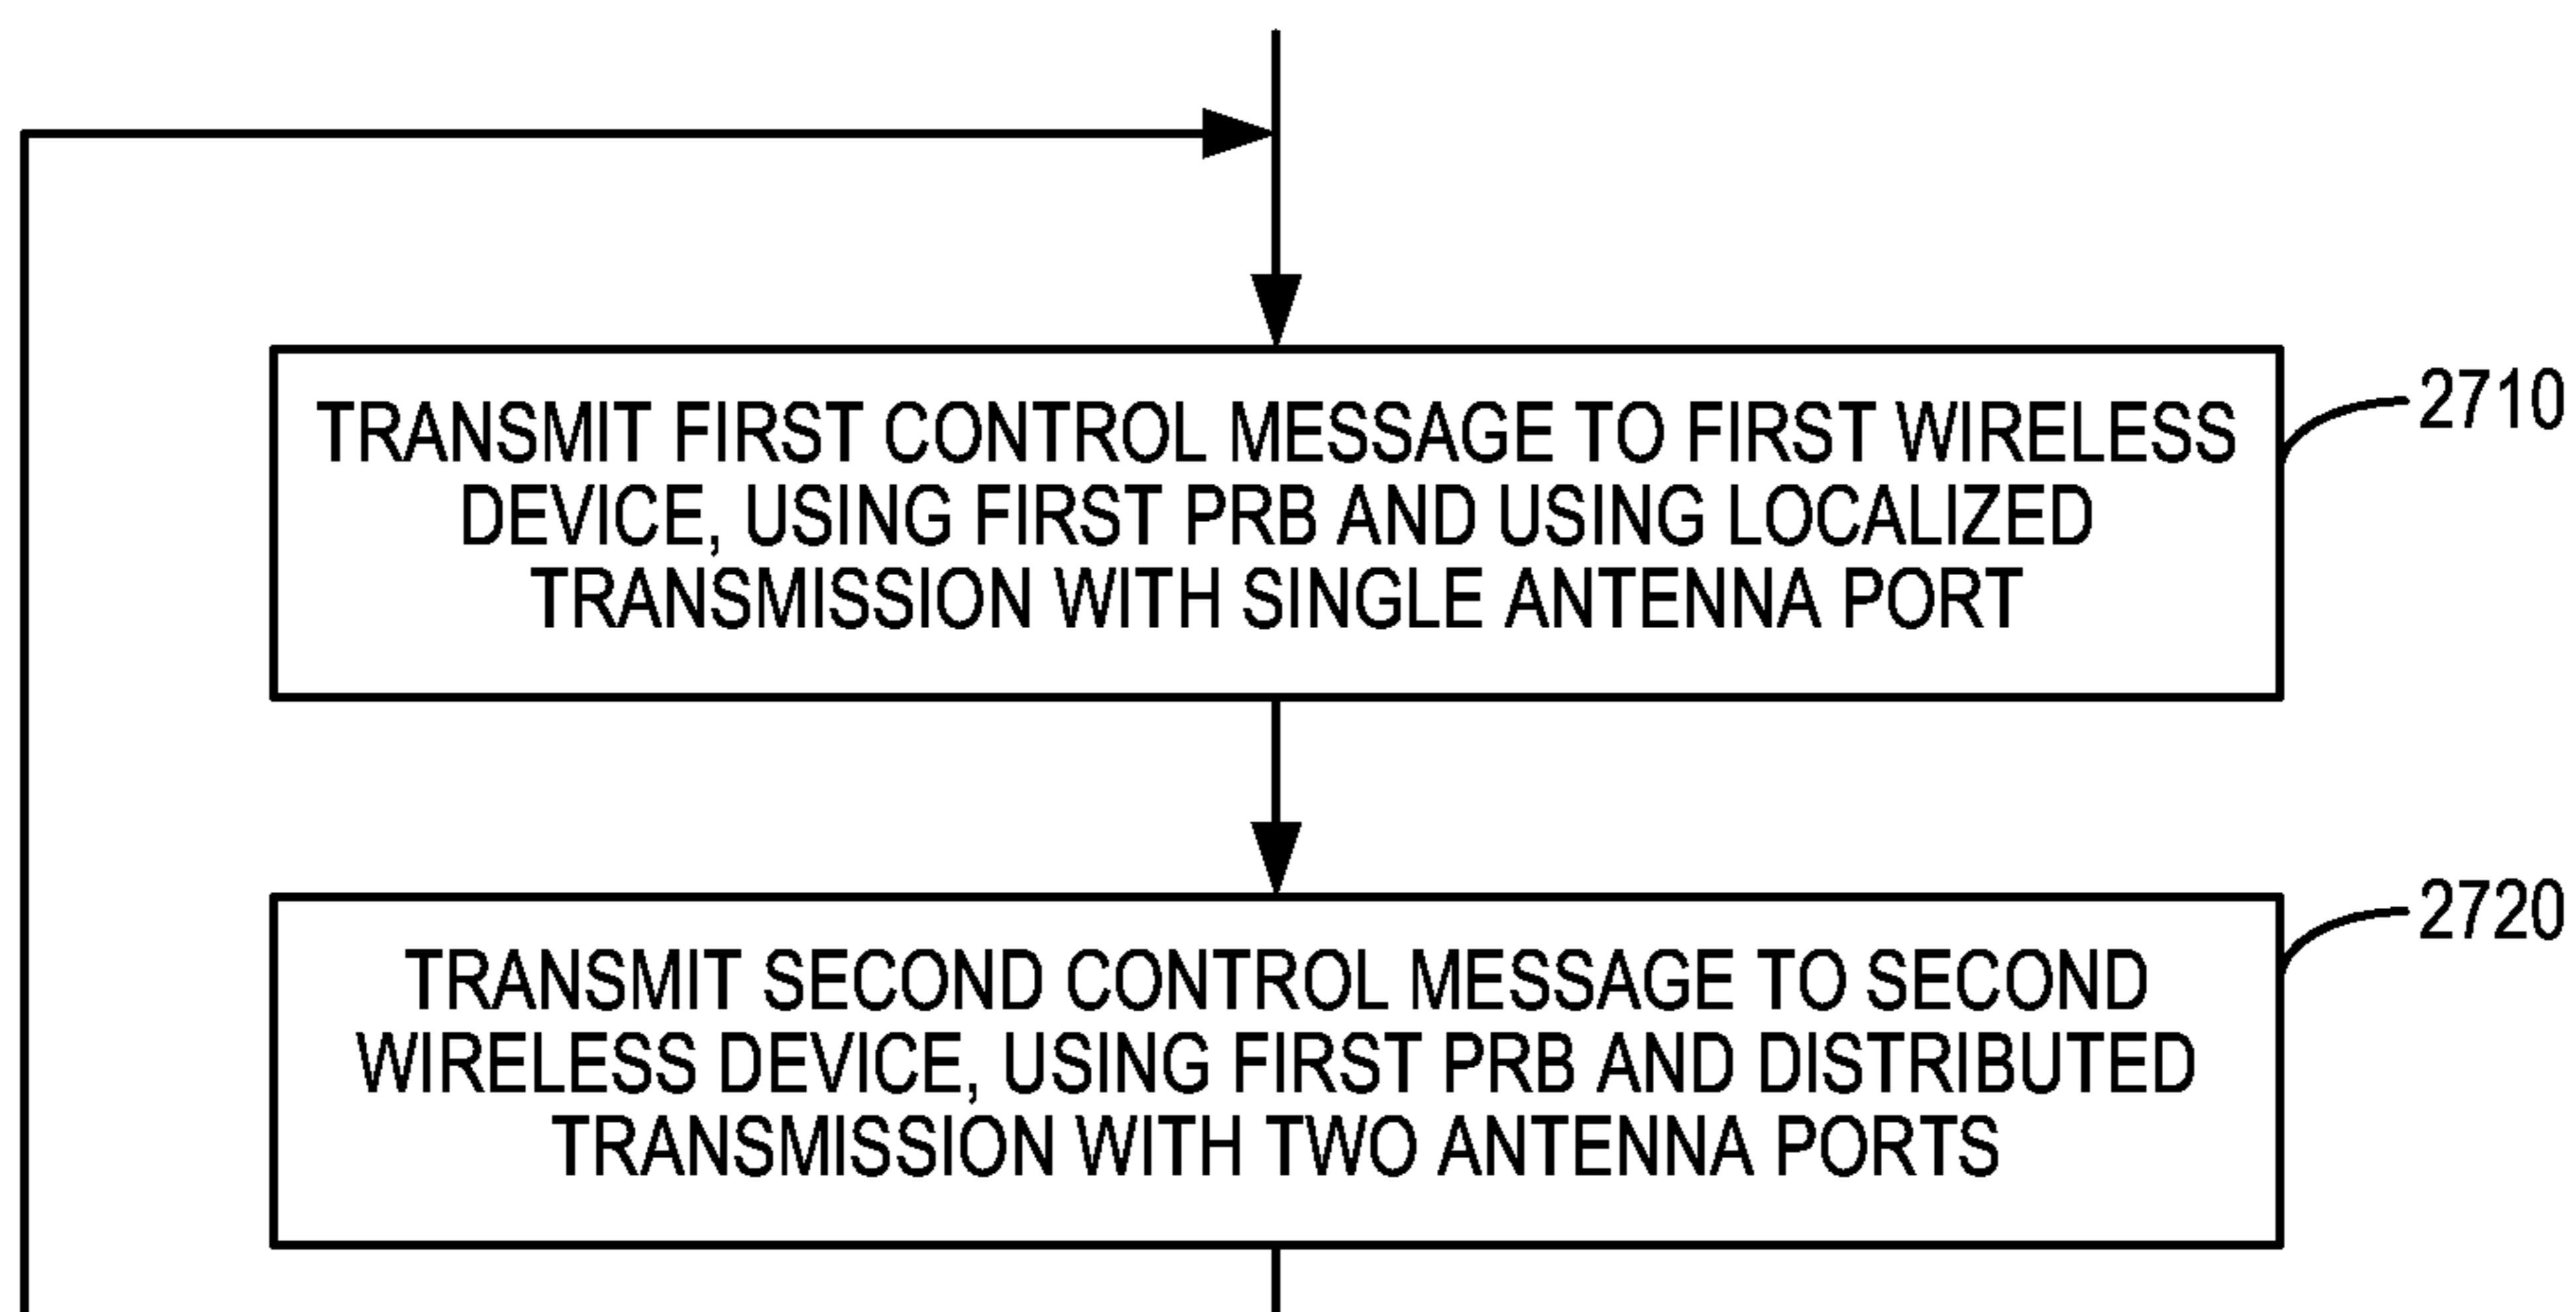 TRANSMIT FIRST CONTROL MESSAGE TO FIRST WIRELESS
DEVICE, USING FIRST PRB AND USING LOCALIZED
TRANSMISSION WITH SINGLE ANTENNA PORT
2710
TRANSMIT SECOND CONTROL MESSAGE TO SECOND
WIRELESS DEVICE, USING FIRST PRB AND DISTRIBUTED
TRANSMISSION WITH TWO ANTENNA PORTS
2720